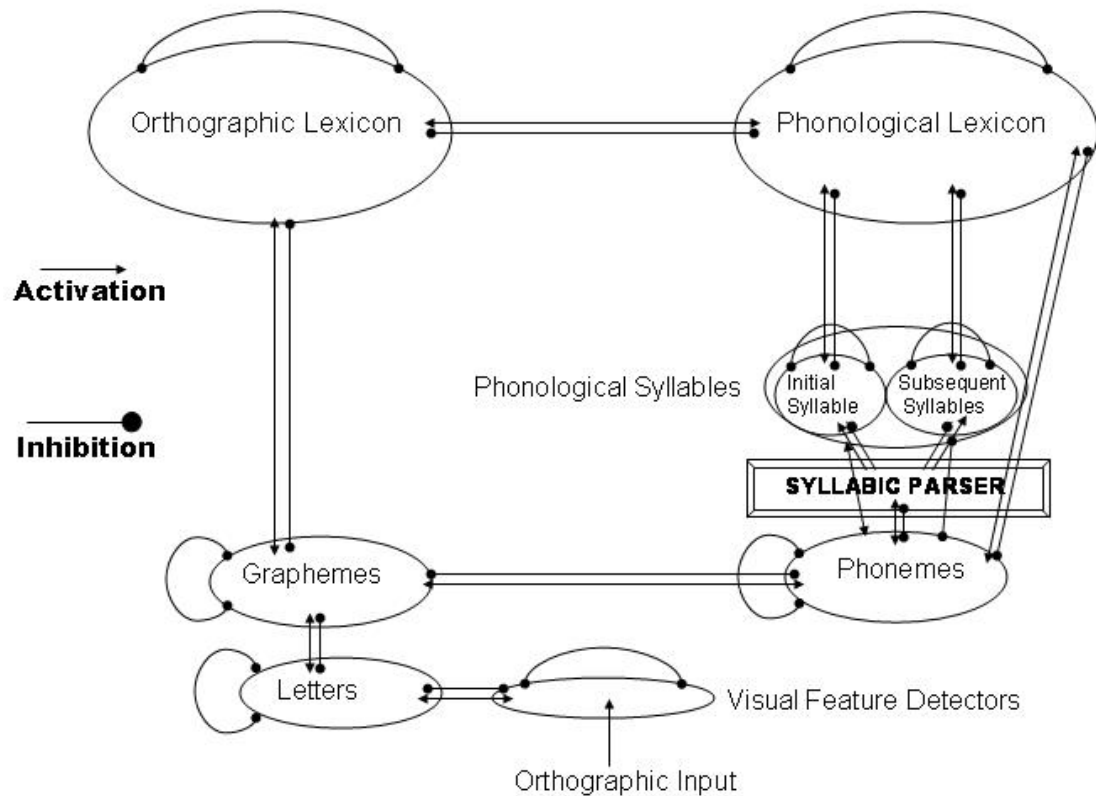 Orthographic Lexicon
Phonological Lexicon
Activation
Inhibition
Phonological Syllables
Initial
Syllable
Subsequent
Syllables
SYLLABIC PARSER
Graphemes
Phonemes
Letters
Visual Feature Detectors
Orthographic Input